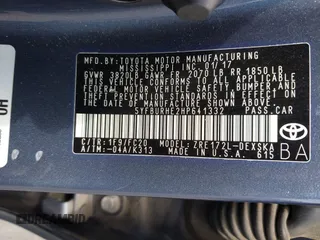 MFD. BY: TOYOTA MOTOR MANUFACTURING
MISSISSIPPI INC. 01/17
GVWR 3820LB GAWR FR 2070LB RR 1850LB
THIS VEHICLE CONFORMS TO ALL APPLICABLE
FEDERAL MOTOR VEHICLE SAFETY, BUMPER, AND
THEFT PREVENTION STANDARDS IN EFFECT ON
THE DATE OF MANUFACTURE SHOWN ABOVE.
5YFBURHE2HP641332 PASS.CAR
C/TR: 1F9/FC20 MODEL: ZRE172L-DEXSKA
A/TM: -04A/K313 MADE IN U.S.A. 615
TOYOTA
BA